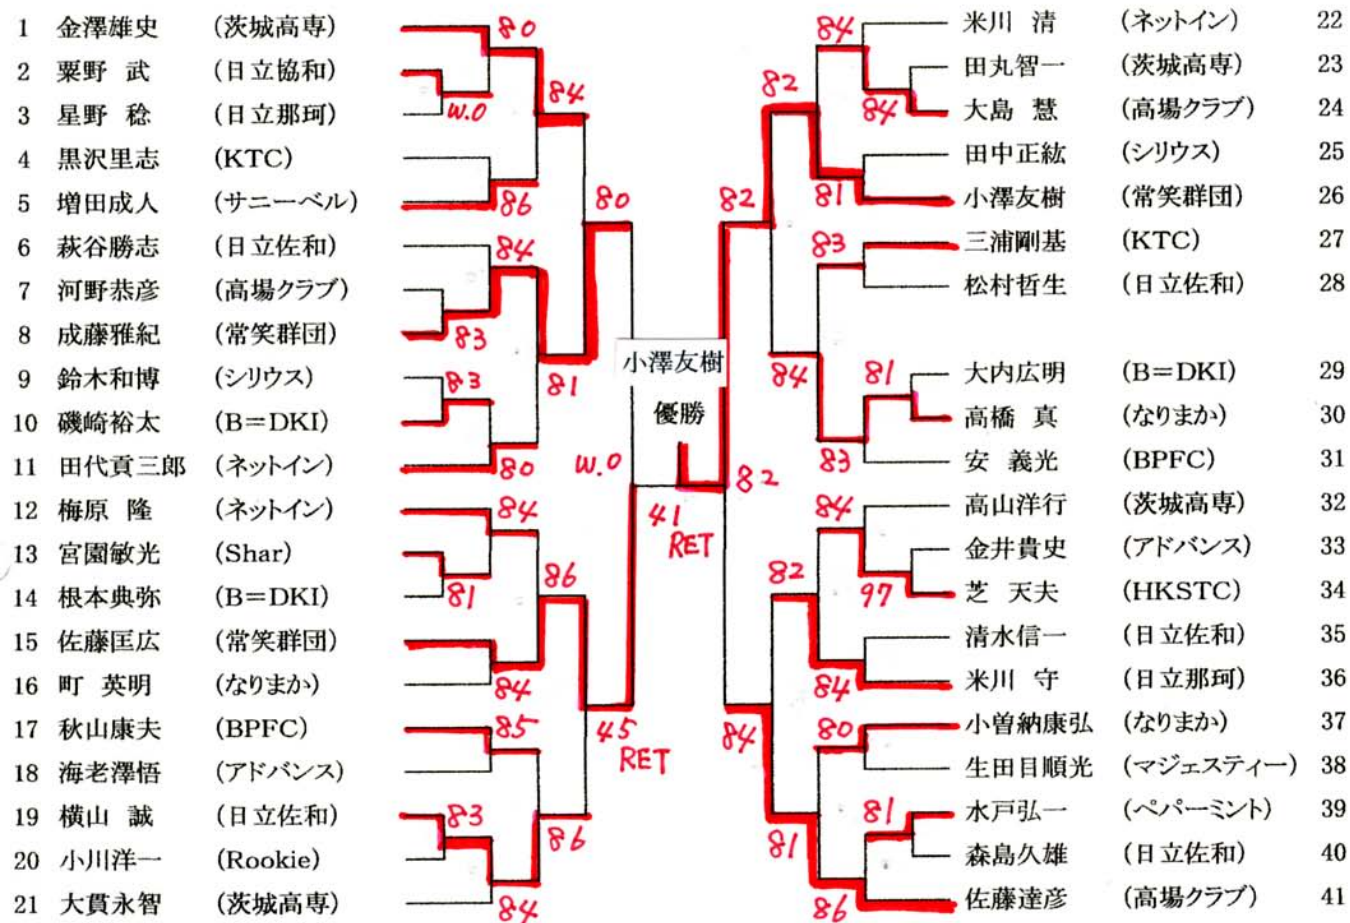 1 金澤雄史 (茨城高専)
2 粟野 武 (日立協和)
3 星野 稔 (日立那珂)
4 黒沢里志 (KTC)
5 増田成人 (サニーベル)
6 萩谷勝志 (日立佐和)
7 河野恭彦 (高場クラブ)
8 成藤雅紀 (常笑群団)
9 鈴木和博 (シリウス)
10 磯崎裕太 (B=DKI)
11 田代貢三郎 (ネットイン)
12 梅原 隆 (ネットイン)
13 宮園敏光 (Shar)
14 根本典弥 (B=DKI)
15 佐藤匡広 (常笑群団)
16 町 英明 (なりまか)
17 秋山康夫 (BPFC)
18 海老澤悟 (アドバンス)
19 横山 誠 (日立佐和)
20 小川洋一 (Rookie)
21 大貫永智 (茨城高専)
80
W.O
84
86
80
84
83
81
83
80
W.O
84
81
86
84
85
45
RET
83
86
84
小澤友樹
優勝
41
RET
82
84
82
84
82
81
83
84
81
83
84
82
97
84
84
80
81
81
86
米川 清 (ネットイン) 22
田丸智一 (茨城高専) 23
大島 慧 (高場クラブ) 24
田中正紘 (シリウス) 25
小澤友樹 (常笑群団) 26
三浦剛基 (KTC) 27
松村哲生 (日立佐和) 28
大内広明 (B=DKI) 29
高橋 真 (なりまか) 30
安 義光 (BPFC) 31
高山洋行 (茨城高専) 32
金井貴史 (アドバンス) 33
芝 天夫 (HKSTC) 34
清水信一 (日立佐和) 35
米川 守 (日立那珂) 36
小曽納康弘 (なりまか) 37
生田目順光 (マジェスティー) 38
水戸弘一 (ペパーミント) 39
森島久雄 (日立佐和) 40
佐藤達彦 (高場クラブ) 41